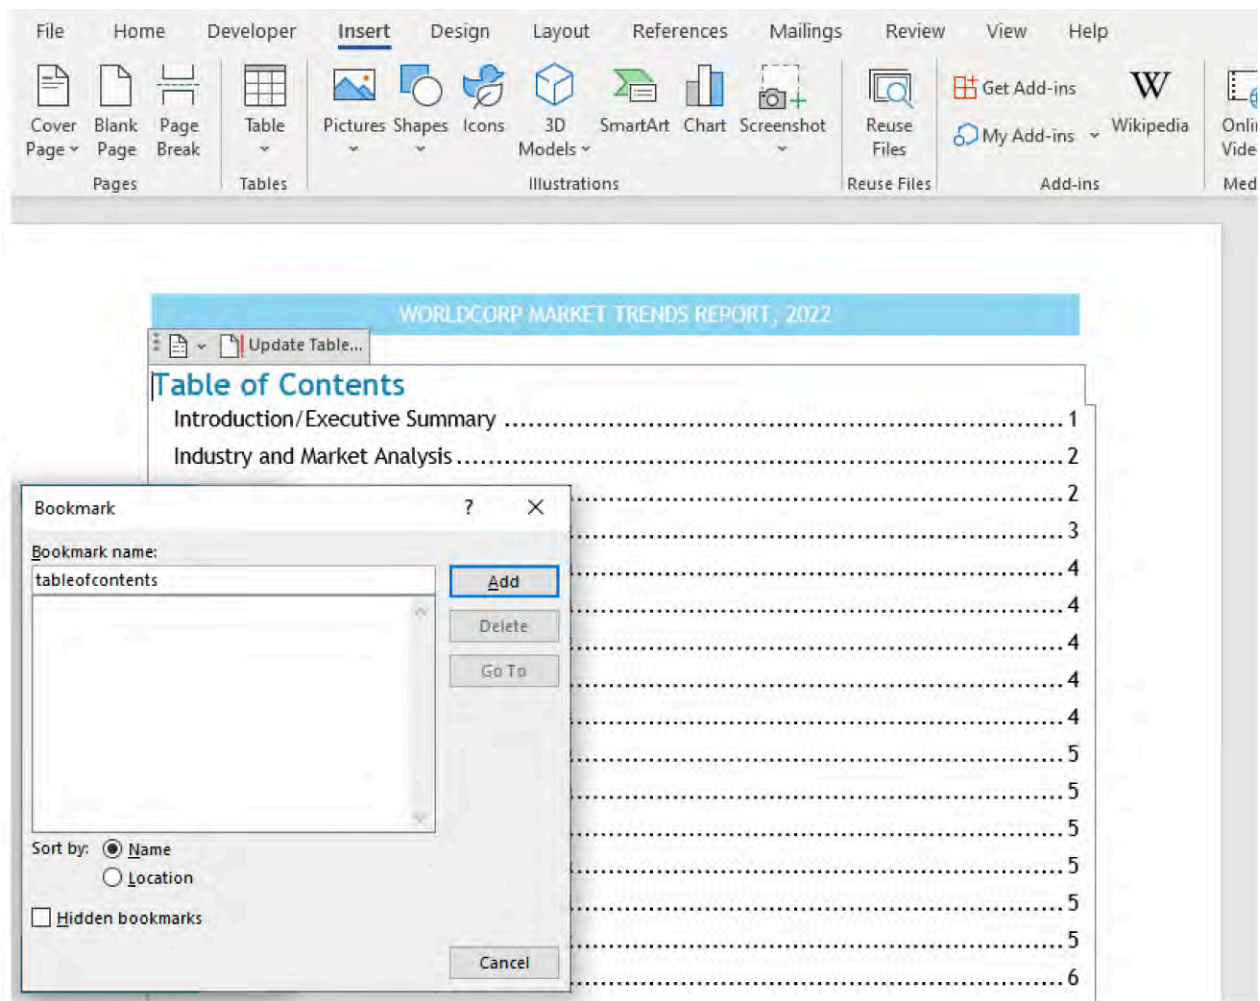 File Home Developer Insert Design Layout References Mailings Review View Help
Cover Page Blank Page Page Break Table Pictures Shapes Icons 3D Models SmartArt Chart Screenshot Reuse Files Get Add-ins My Add-ins Wikipedia
Pages Tables Illustrations Reuse Files Add-ins
WORLDCORP MARKET TRENDS REPORT, 2022
Update Table...
Table of Contents
Introduction/Executive Summary 1
Industry and Market Analysis 2
2
3
4
4
4
4
4
5
5
5
5
5
5
6
Bookmark ?
Bookmark name:
tableofcontents
Add
Delete
Go To
Sort by: Name
Location
Hidden bookmarks
Cancel